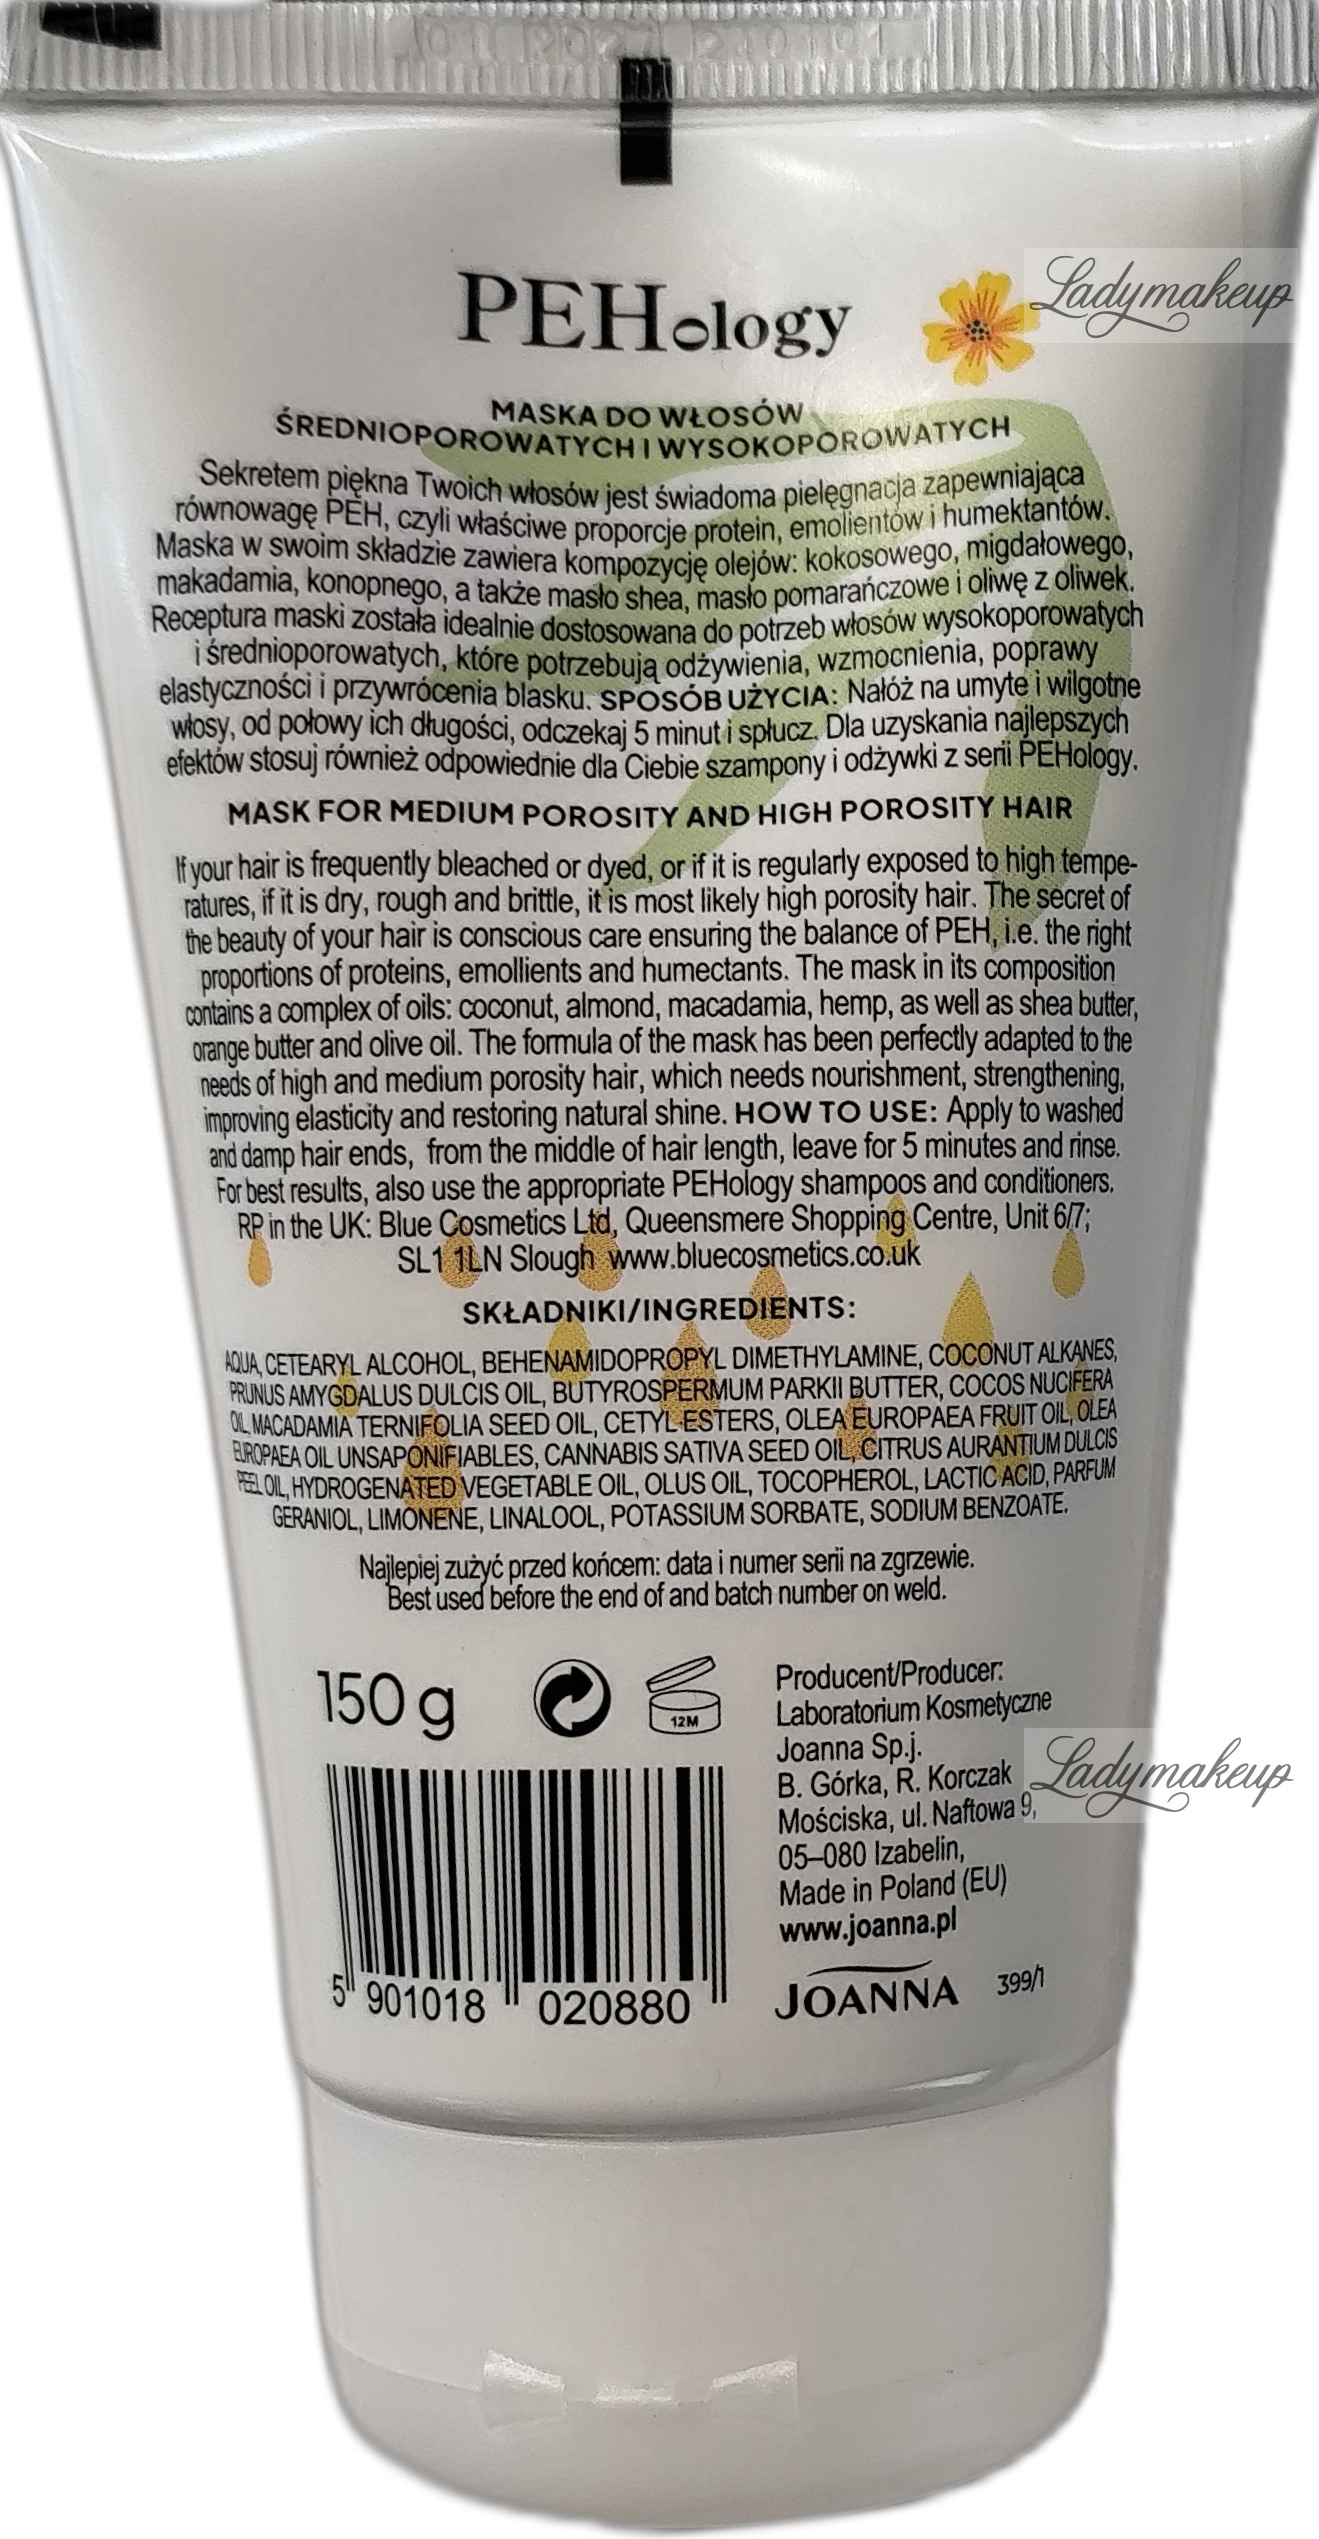 PEHology
Ladymakeup
MASKA DO WŁOSÓW
ŚREDNIOPOROWATYCH I WYSOKOPOROWATYCH
Sekretem piękna Twoich włosów jest świadoma pielęgnacja zapewniająca
równowagę PEH, czyli właściwe proporcje protein, emolientów i humektantów.
Maska w swoim składzie zawiera kompozycję olejów: kokosowego, migdałowego,
makadamia, konopnego, a także masło shea, masło pomarańczowe i oliwę z oliwek.
Receptura maski została idealnie dostosowana do potrzeb włosów wysokoporowatych
i średnioporowatych, które potrzebują odżywienia, wzmocnienia, poprawy
elastyczności i przywrócenia blasku. SPOSÓB UŻYCIA: Nałóż na umyte i wilgotne
włosy, od połowy ich długości, odczekaj 5 minut i spłucz. Dla uzyskania najlepszych
efektów stosuj również odpowiednie dla Ciebie szampony i odżywki z serii PEHology.
MASK FOR MEDIUM POROSITY AND HIGH POROSITY HAIR
If your hair is frequently bleached or dyed, or if it is regularly exposed to high tempe-
ratures, if it is dry, rough and brittle, it is most likely high porosity hair. The secret of
the beauty of your hair is conscious care ensuring the balance of PEH, i.e. the right
proportions of proteins, emollients and humectants. The mask in its composition
contains a complex of oils: coconut, almond, macadamia, hemp, as well as shea butter,
orange butter and olive oil. The formula of the mask has been perfectly adapted to the
needs of high and medium porosity hair, which needs nourishment, strengthening,
improving elasticity and restoring natural shine. HOW TO USE: Apply to washed
and damp hair ends, from the middle of hair length, leave for 5 minutes and rinse.
For best results, also use the appropriate PEHology shampoos and conditioners.
RP in the UK: Blue Cosmetics Ltd, Queensmere Shopping Centre, Unit 6/7;
SL1 1LN Slough www.bluecosmetics.co.uk
SKŁADNIKI/INGREDIENTS:
AQUA, CETEARYL ALCOHOL, BEHENAMIDOPROPYL DIMETHYLAMINE, COCONUT ALKANES,
PRUNUS AMYGDALUS DULCIS OIL, BUTYROSPERMUM PARKII BUTTER, COCOS NUCIFERA
OIL, MACADAMIA TERNIFOLIA SEED OIL, CETYL ESTERS, OLEA EUROPAEA FRUIT OIL, OLEA
EUROPAEA OIL UNSAPONIFIABLES, CANNABIS SATIVA SEED OIL, CITRUS AURANTIUM DULCIS
PEEL OIL, HYDROGENATED VEGETABLE OIL, OLUS OIL, TOCOPHEROL, LACTIC ACID, PARFUM
GERANIOL, LIMONENE, LINALOOL, POTASSIUM SORBATE, SODIUM BENZOATE.
Najlepiej zużyć przed końcem: data i numer serii na zgrzewie.
Best used before the end of and batch number on weld.
150 g
12M
Producent/Producer:
Laboratorium Kosmetyczne
Joanna Sp.j.
B. Górka, R. Korczak
Mościska, ul. Naftowa 9,
05–080 Izabelin,
Made in Poland (EU)
www.joanna.pl
Ladymakeup
5 901018 020880
JOANNA
399/1